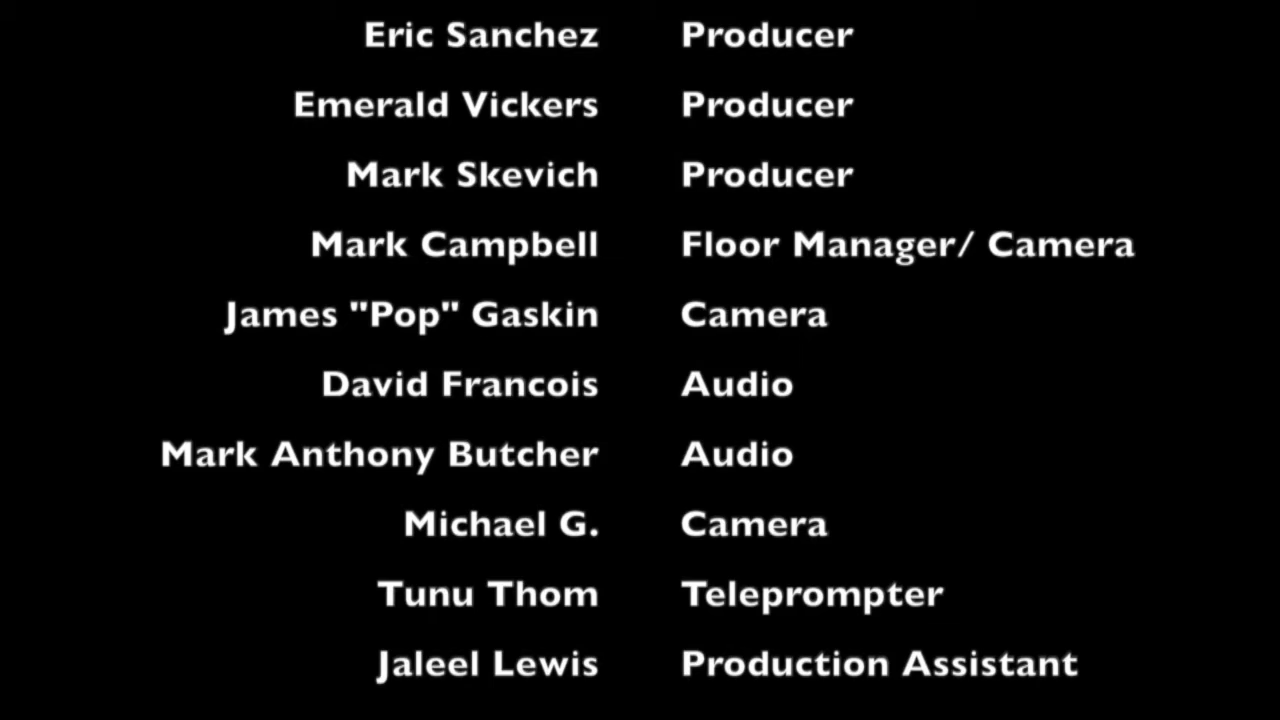 Eric Sanchez Producer
Emerald Vickers Producer
Mark Skevich Producer
Mark Campbell Floor Manager/ Camera
James "Pop" Gaskin Camera
David Francois Audio
Mark Anthony Butcher Audio
Michael G. Camera
Tunu Thom Teleprompter
Jaleel Lewis Production Assistant